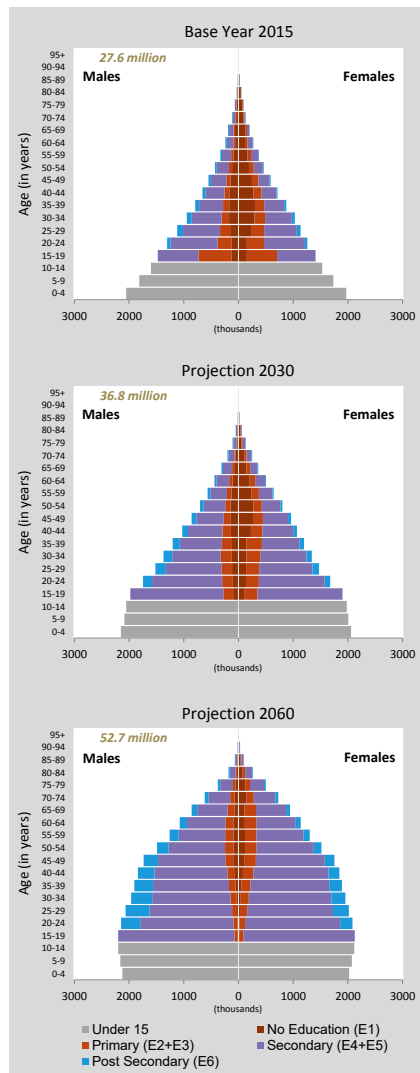 Base Year 2015
27.6 million
Males
Females
Age (in years)
95+
90-94
85-89
80-84
75-79
70-74
65-69
60-64
55-59
50-54
45-49
40-44
35-39
30-34
25-29
20-24
15-19
10-14
5-9
0-4
3000 2000 1000 0 1000 2000 3000
(thousands)
Projection 2030
36.8 million
Males
Females
Age (in years)
95+
90-94
85-89
80-84
75-79
70-74
65-69
60-64
55-59
50-54
45-49
40-44
35-39
30-34
25-29
20-24
15-19
10-14
5-9
0-4
3000 2000 1000 0 1000 2000 3000
(thousands)
Projection 2060
52.7 million
Males
Females
Age (in years)
95+
90-94
85-89
80-84
75-79
70-74
65-69
60-64
55-59
50-54
45-49
40-44
35-39
30-34
25-29
20-24
15-19
10-14
5-9
0-4
3000 2000 1000 0 1000 2000 3000
(thousands)
Under 15 No Education (E1)
Primary (E2+E3) Secondary (E4+E5)
Post Secondary (E6)